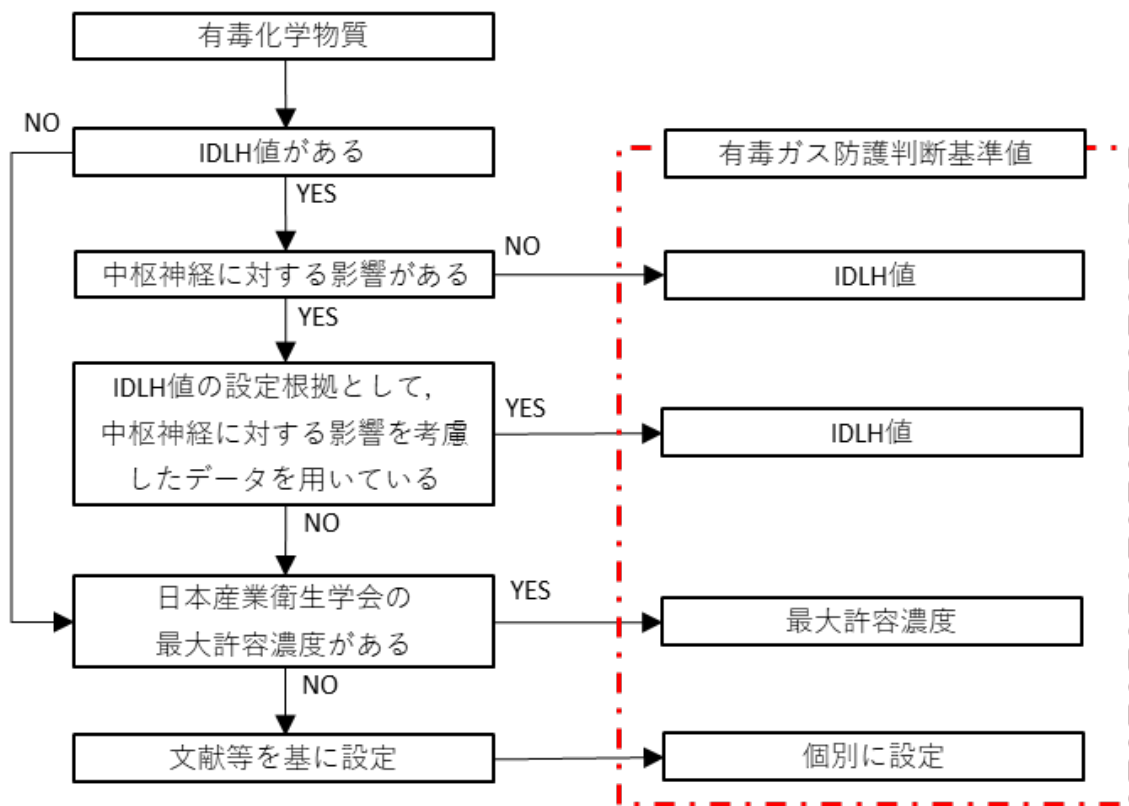 有毒化学物質
NO
IDLH値がある
有毒ガス防護判断基準値
YES
中枢神経に対する影響がある
NO
IDLH値
YES
IDLH値の設定根拠として，
中枢神経に対する影響を考慮
したデータを用いている
YES
IDLH値
NO
日本産業衛生学会の
最大許容濃度がある
YES
最大許容濃度
NO
文献等を基に設定
個別に設定